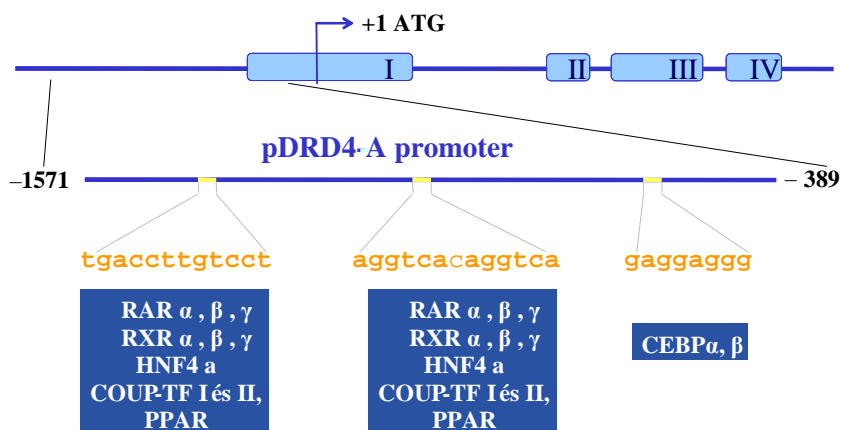 +1 ATG
I II III IV
pDRD4-A promoter
–1571
– 389
tgaccttgtcct aggtcacaggtca gaggaggg
RAR α , β , γ
RXR α , β , γ
HNF4 a
COUP-TF I és II,
PPAR
RAR α , β , γ
RXR α , β , γ
HNF4 a
COUP-TF I és II,
PPAR
CEBPα, β